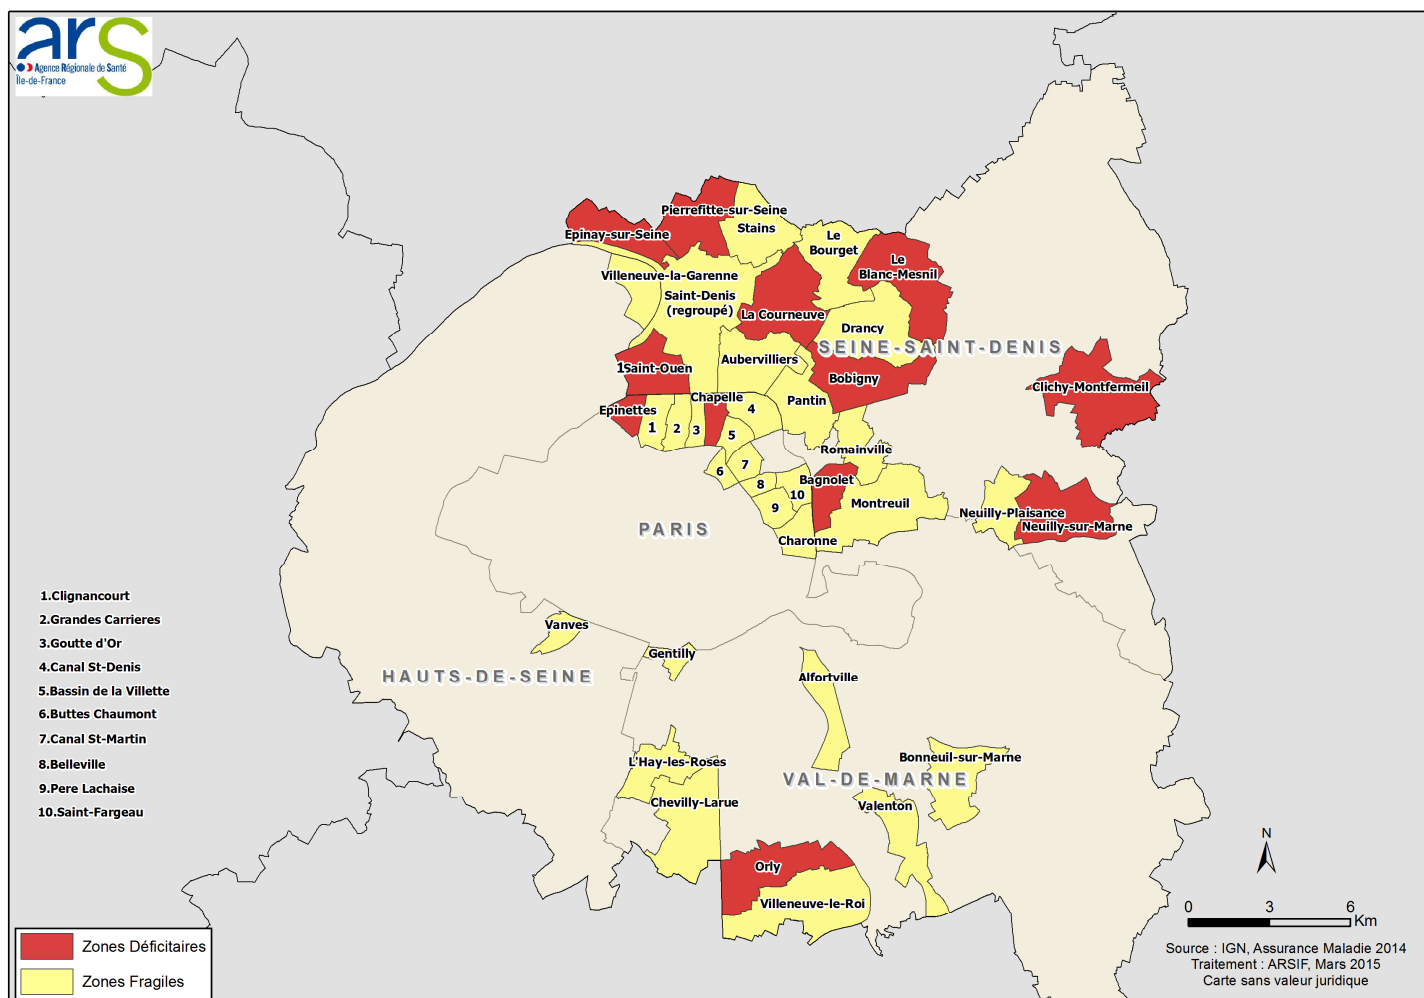 ars
Agence Régionale de Santé
Île-de-France
Pierrefitte-sur-Seine
Stains
Epinay-sur-Seine
Le
Bourget
Le
Blanc-Mesnil
Villeneuve-la-Garenne
Saint-Denis
(regroupé)
La Courneuve
Drancy
SEINE-SAINT-DENIS
Aubervilliers
1Saint-Ouen
Bobigny
Clichy-Montfermeil
Chapelle
Pantin
Epinettes
4
1
2
3
5
Romainville
7
6
Bagnolet
8
10
9
Montreuil
Neuilly-Plaisance
Neuilly-sur-Marne
PARIS
Charonne
1.Clignancourt
2.Grandes Carrieres
3.Goutte d'Or
4.Canal St-Denis
5.Bassin de la Villette
6.Buttes Chaumont
7.Canal St-Martin
8.Belleville
9.Pere Lachaise
10.Saint-Fargeau
Vanves
Gentilly
HAUTS-DE-SEINE
Alfortville
L'Hay-les-Roses
Bonneuil-sur-Marne
VAL-DE-MARNE
Chevilly-Larue
Valenton
Orly
Villeneuve-le-Roi
N
0 3 6
Km
Zones Déficitaires
Zones Fragiles
Source : IGN, Assurance Maladie 2014
Traitement : ARSIF, Mars 2015
Carte sans valeur juridique